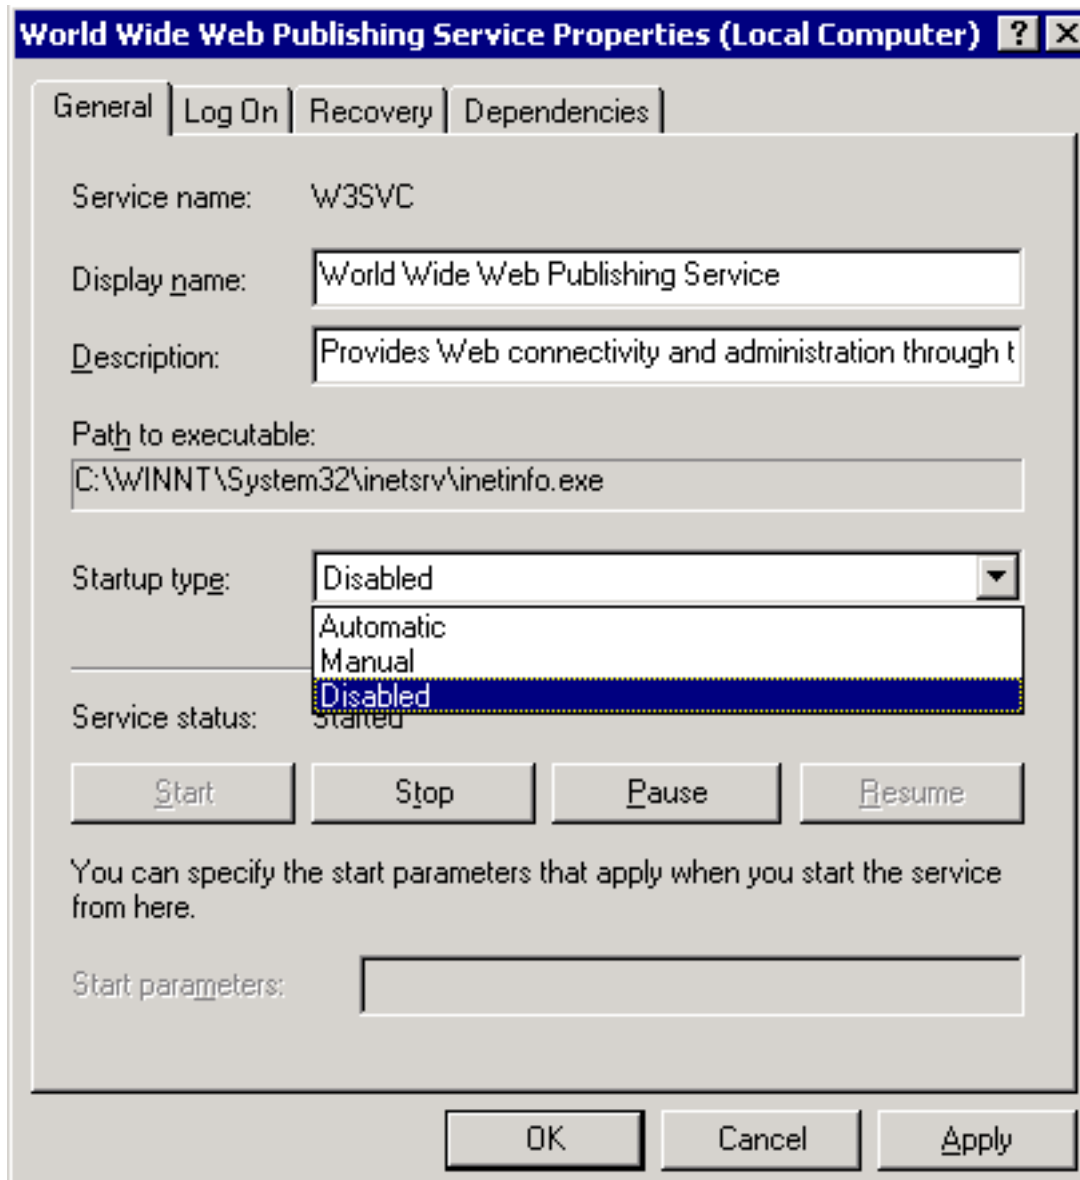 World Wide Web Publishing Service Properties (Local Computer) ? X
General Log On Recovery Dependencies
Service name: W3SVC
Display name: World Wide Web Publishing Service
Description: Provides Web connectivity and administration through t
Path to executable:
C:\WINNT\System32\inetsrv\inetinfo.exe
Startup type: Disabled
Automatic
Manual
Disabled
Service status: Started
Start Stop Pause Resume
You can specify the start parameters that apply when you start the service
from here.
Start parameters:
OK Cancel Apply